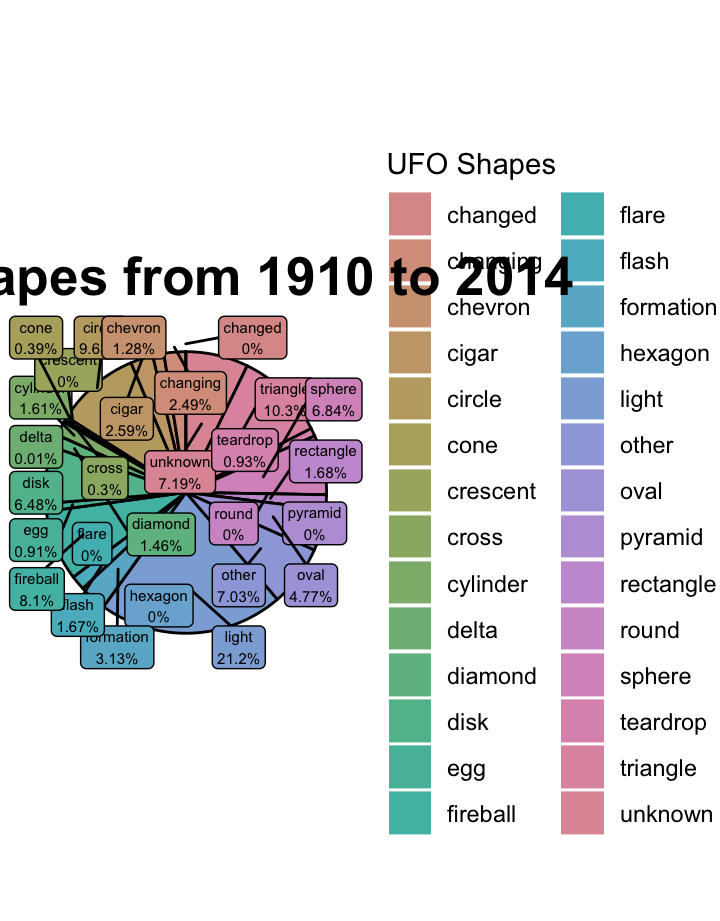 UFO Shapes
apes from 1910 to 2014
changed
changing
chevron
cigar
circle
cone
crescent
cross
cylinder
delta
diamond
disk
egg
fireball
flare
flash
formation
hexagon
light
other
oval
pyramid
rectangle
round
sphere
teardrop
triangle
unknown
cone
0.39%
circ
9.6
chevron
1.28%
changed
0%
crescent
0%
changing
2.49%
triangle
10.3%
sphere
6.84%
cylin
1.61%
cigar
2.59%
delta
0.01%
teardrop
0.93%
rectangle
1.68%
cross
0.3%
unknown
7.19%
disk
6.48%
round
0%
pyramid
0%
egg
0.91%
flare
0%
diamond
1.46%
fireball
8.1%
other
7.03%
oval
4.77%
flash
1.67%
hexagon
0%
formation
3.13%
light
21.2%